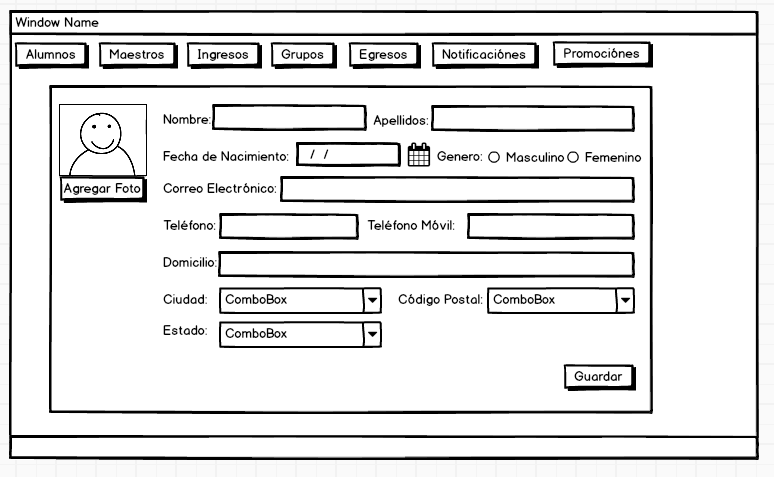 Window Name
Alumnos Maestros Ingresos Grupos Egresos Notificaciónes Promociónes
Nombre: Apellidos:
Fecha de Nacimiento: / / Genero: Masculino Femenino
Agregar Foto Correo Electrónico:
Teléfono: Teléfono Móvil:
Domicilio:
Ciudad: ComboBox Código Postal: ComboBox
Estado: ComboBox
Guardar